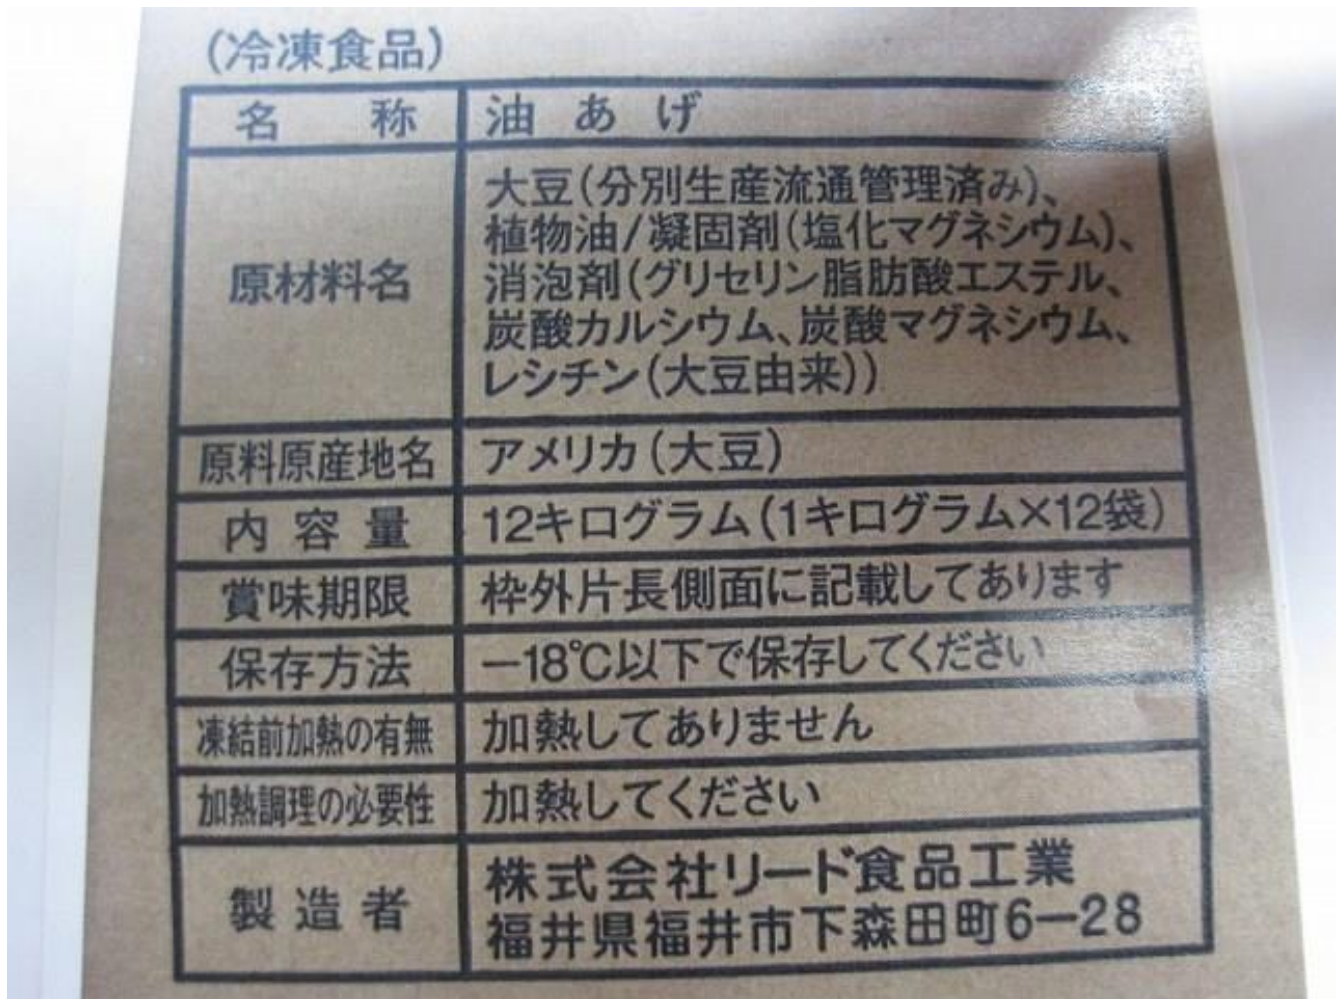 (冷凍食品)
名称 油あげ
原材料名 大豆(分別生産流通管理済み)、
植物油/凝固剤(塩化マグネシウム)、
消泡剤(グリセリン脂肪酸エステル、
炭酸カルシウム、炭酸マグネシウム、
レシチン(大豆由来))
原料原産地名 アメリカ(大豆)
内容量 12キログラム(1キログラム×12袋)
賞味期限 枠外片長側面に記載してあります
保存方法 −18℃以下で保存してください
凍結前加熱の有無 加熱してありません
加熱調理の必要性 加熱してください
製造者 株式会社リード食品工業
福井県福井市下森田町6−28